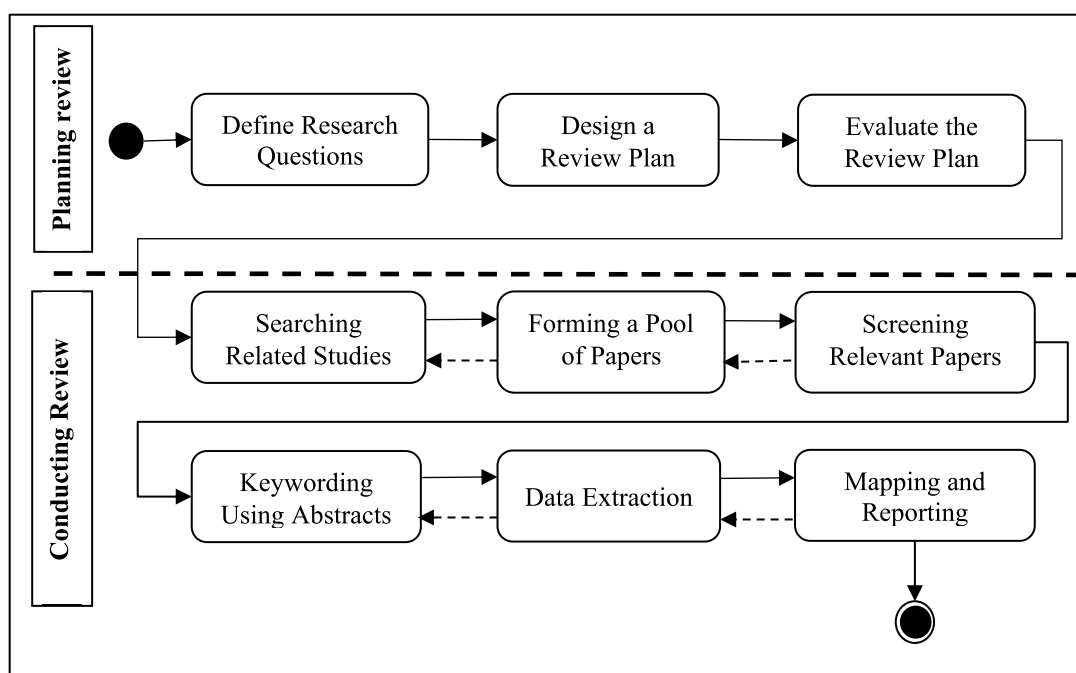 Planning review
Define Research
Questions
Design a
Review Plan
Evaluate the
Review Plan
Conducting Review
Searching
Related Studies
Forming a Pool
of Papers
Screening
Relevant Papers
Keywording
Using Abstracts
Data Extraction
Mapping and
Reporting